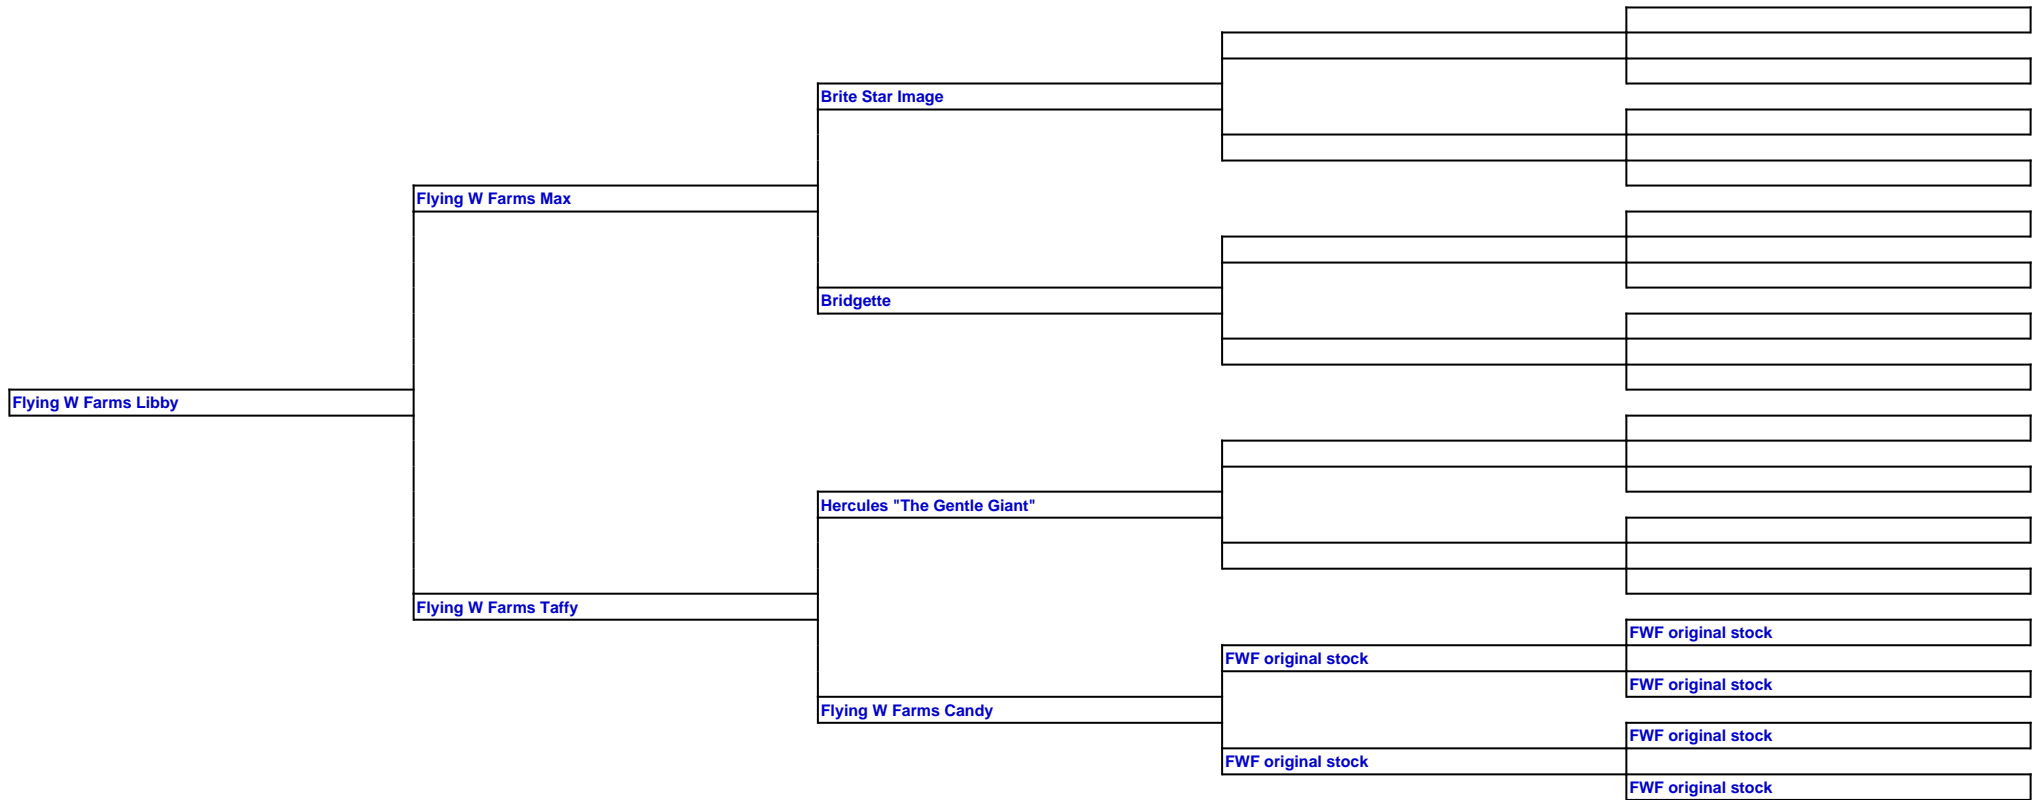 Brite Star Image
Flying W Farms Max
Bridgette
Flying W Farms Libby
Hercules "The Gentle Giant"
Flying W Farms Taffy
FWF original stock
FWF original stock
FWF original stock
Flying W Farms Candy
FWF original stock
FWF original stock
FWF original stock